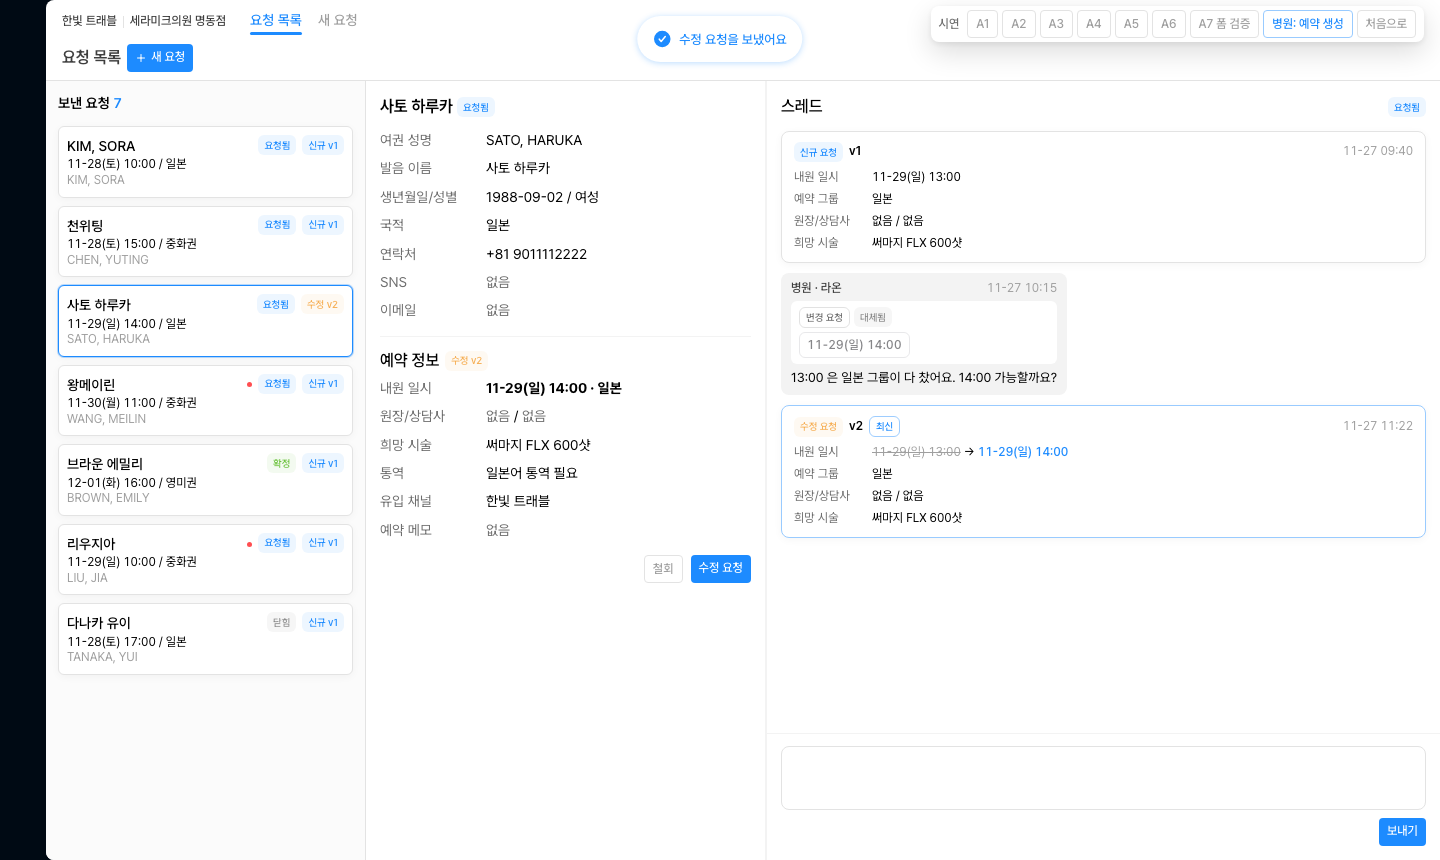 한빛 트래블 | 세라미크의원 명동점 요청 목록 새 요청
요청 목록 + 새 요청
수정 요청을 보냈어요
시연 A1 A2 A3 A4 A5 A6 A7 폼 검증 병원: 예약 생성 처음으로
보낸 요청 7
KIM, SORA 요청됨 신규 v1
11-28(토) 10:00 / 일본
KIM, SORA
천위팅 요청됨 신규 v1
11-28(토) 15:00 / 중화권
CHEN, YUTING
사토 하루카 요청됨 수정 v2
11-29(일) 14:00 / 일본
SATO, HARUKA
왕메이린 요청됨 신규 v1
11-30(월) 11:00 / 중화권
WANG, MEILIN
브라운 에밀리 확정 신규 v1
12-01(화) 16:00 / 영미권
BROWN, EMILY
리우지아 요청됨 신규 v1
11-29(일) 10:00 / 중화권
LIU, JIA
다나카 유이 닫힘 신규 v1
11-28(토) 17:00 / 일본
TANAKA, YUI
사토 하루카 요청됨
여권 성명 SATO, HARUKA
발음 이름 사토 하루카
생년월일/성별 1988-09-02 / 여성
국적 일본
연락처 +81 9011112222
SNS 없음
이메일 없음
예약 정보 수정 v2
내원 일시 11-29(일) 14:00 · 일본
원장/상담사 없음 / 없음
희망 시술 써마지 FLX 600샷
통역 일본어 통역 필요
유입 채널 한빛 트래블
예약 메모 없음
철회 수정 요청
스레드 요청됨
신규 요청 v1 11-27 09:40
내원 일시 11-29(일) 13:00
예약 그룹 일본
원장/상담사 없음 / 없음
희망 시술 써마지 FLX 600샷
병원 · 라온 11-27 10:15
변경 요청 대체됨
11-29(일) 14:00
13:00 은 일본 그룹이 다 찼어요. 14:00 가능할까요?
수정 요청 v2 최신 11-27 11:22
내원 일시 11-29(일) 13:00 → 11-29(일) 14:00
예약 그룹 일본
원장/상담사 없음 / 없음
희망 시술 써마지 FLX 600샷
보내기